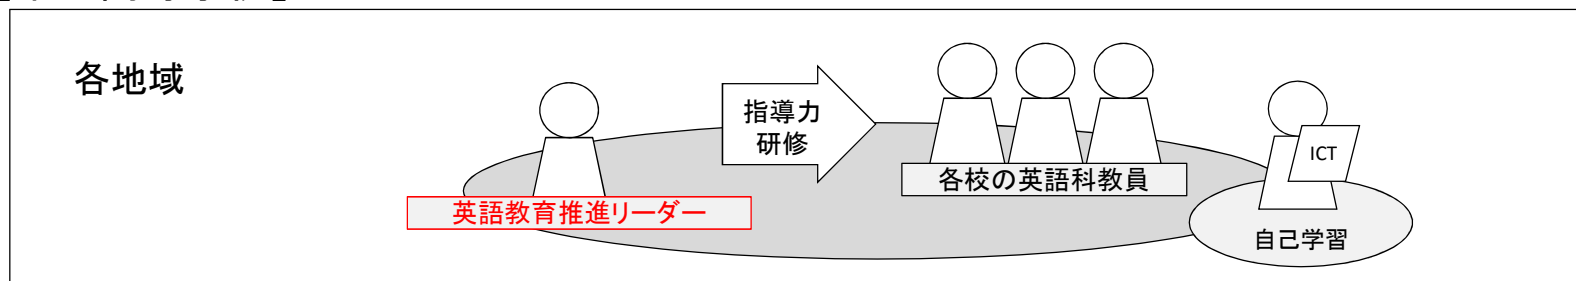 各地域
指導力
研修
英語教育推進リーダー
各校の英語科教員
ICT
自己学習